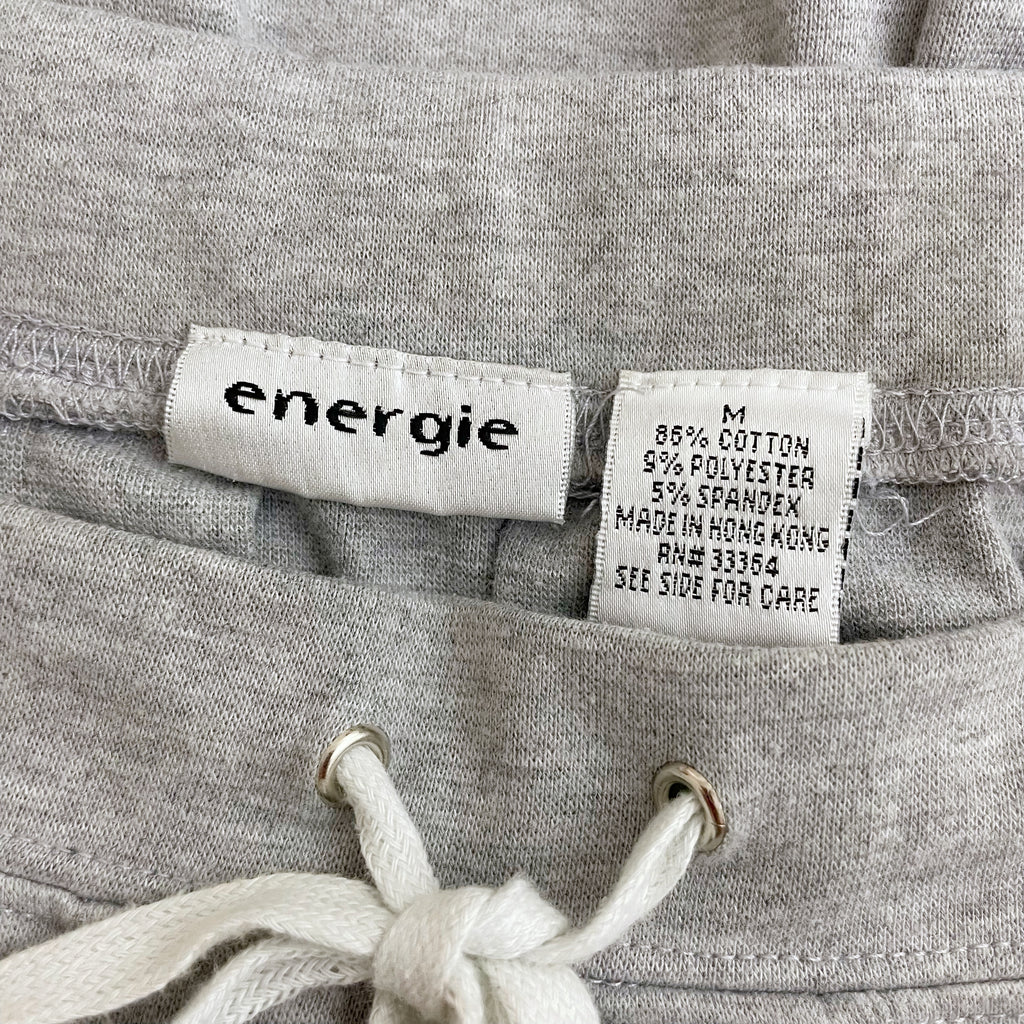 energie
M
86% COTTON
9% POLYESTER
5% SPANDEX
MADE IN HONG KONG
RN# 33364
SEE SIDE FOR CARE